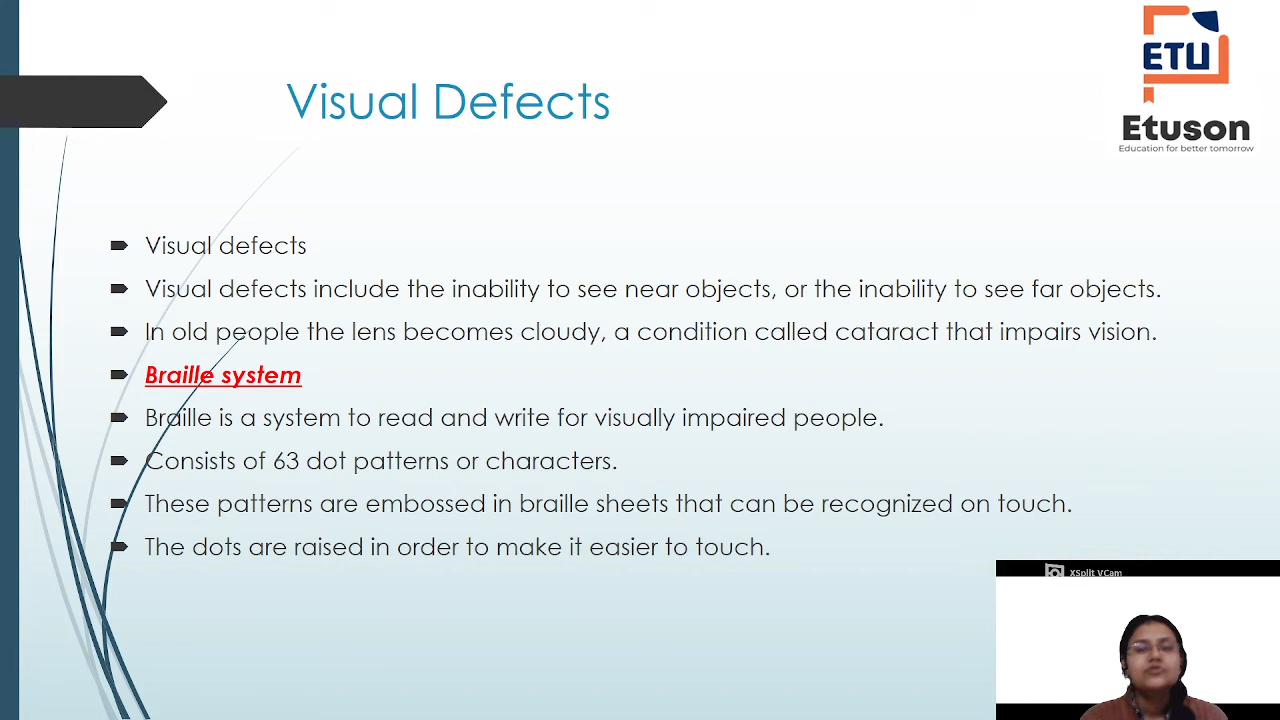 ETU
Etuson
Education for better tomorrow
Visual Defects
Visual defects
Visual defects include the inability to see near objects, or the inability to see far objects.
In old people the lens becomes cloudy, a condition called cataract that impairs vision.
Braille system
Braille is a system to read and write for visually impaired people.
Consists of 63 dot patterns or characters.
These patterns are embossed in braille sheets that can be recognized on touch.
The dots are raised in order to make it easier to touch.
XSplit VCam